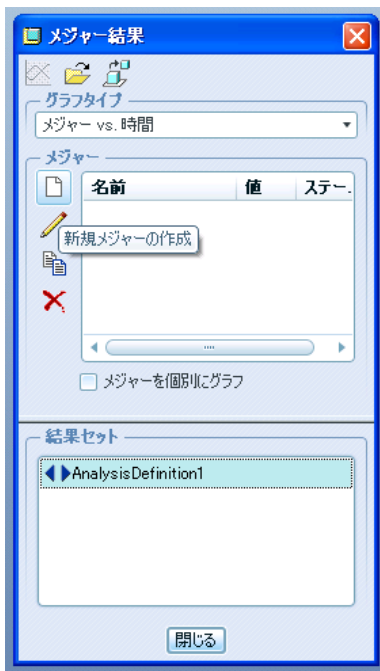 メジャー結果
グラフタイプ
メジャー vs. 時間
メジャー
名前 値 ステー.
新規メジャーの作成
メジャーを個別にグラフ
結果セット
AnalysisDefinition1
閉じる